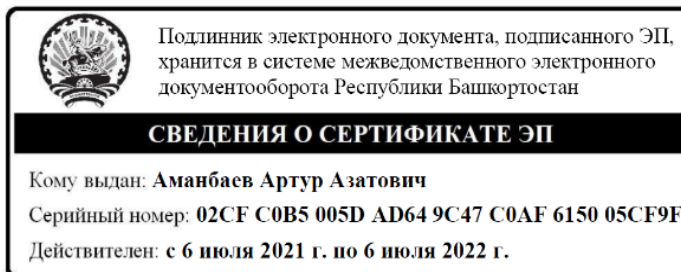 Подлинник электронного документа, подписанного ЭП,
хранится в системе межведомственного электронного
документооборота Республики Башкортостан
СВЕДЕНИЯ О СЕРТИФИКАТЕ ЭП
Кому выдан: Аманбаев Артур Азатович
Серийный номер: 02CF C0B5 005D AD64 9C47 C0AF 6150 05CF9F
Действителен: с 6 июля 2021 г. по 6 июля 2022 г.